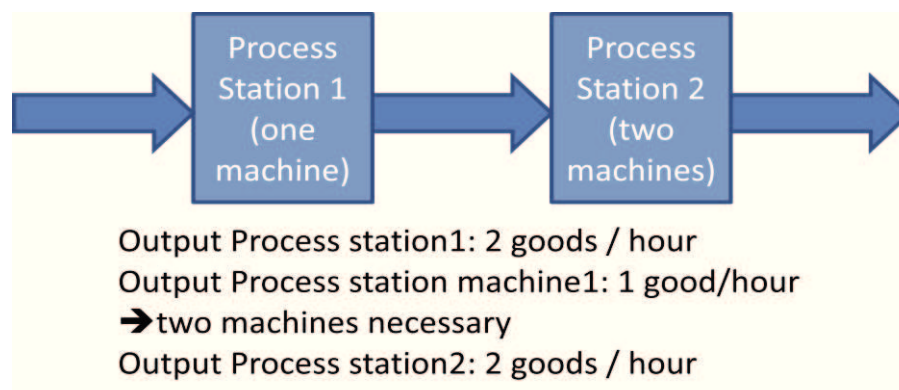 Process
Station 1
(one
machine)
Process
Station 2
(two
machines)
Output Process station1: 2 goods / hour
Output Process station machine1: 1 good/hour
➔two machines necessary
Output Process station2: 2 goods / hour